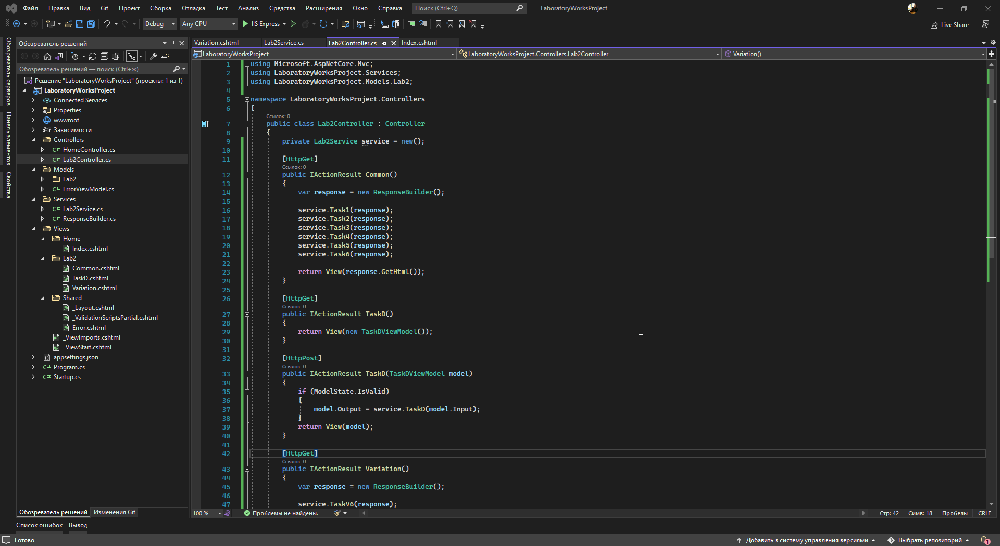 Файл Правка Вид Git Проект Сборка Отладка Тест Анализ Средства Расширения Окно Справка Поиск (Ctrl+Q) LaboratoryWorksProject
Debug Any CPU IIS Express Live Share
Обозреватель серверов
Панель элементов
Свойства
Обозреватель решений
Обозреватель решений — поиск (Ctrl+ж)
Решение "LaboratoryWorksProject" (проекты: 1 из 1)
LaboratoryWorksProject
Connected Services
Properties
wwwroot
Зависимости
Controllers
C# HomeController.cs
C# Lab2Controller.cs
Models
Lab2
C# ErrorViewModel.cs
Services
C# Lab2Service.cs
C# ResponseBuilder.cs
Views
Home
Index.cshtml
Lab2
Common.cshtml
TaskD.cshtml
Variation.cshtml
Shared
_Layout.cshtml
_ValidationScriptsPartial.cshtml
Error.cshtml
_ViewImports.cshtml
_ViewStart.cshtml
appsettings.json
C# Program.cs
C# Startup.cs
Обозреватель решений Изменения Git
Variation.cshtml Lab2Service.cs Lab2Controller.cs Index.cshtml
LaboratoryWorksProject LaboratoryWorksProject.Controllers.Lab2Controller Variation()
1 using Microsoft.AspNetCore.Mvc;
2 using LaboratoryWorksProject.Services;
3 using LaboratoryWorksProject.Models.Lab2;
4
5 namespace LaboratoryWorksProject.Controllers
6 {
Ссылок: 0
7 public class Lab2Controller : Controller
8 {
9 private Lab2Service service = new();
10
11 [HttpGet]
Ссылок: 0
12 public IActionResult Common()
13 {
14 var response = new ResponseBuilder();
15
16 service.Task1(response);
17 service.Task2(response);
18 service.Task3(response);
19 service.Task4(response);
20 service.Task5(response);
21 service.Task6(response);
22
23 return View(response.GetHtml());
24 }
25
26 [HttpGet]
Ссылок: 0
27 public IActionResult TaskD()
28 {
29 return View(new TaskDViewModel());
30 }
31
32 [HttpPost]
Ссылок: 0
33 public IActionResult TaskD(TaskDViewModel model)
34 {
35 if (ModelState.IsValid)
36 {
37 model.Output = service.TaskD(model.Input);
38 }
39 return View(model);
40 }
41
42 [HttpGet]
Ссылок: 0
43 public IActionResult Variation()
44 {
45 var response = new ResponseBuilder();
46
47 service.TaskV6(response);
100 % Проблемы не найдены. Стр: 42 Симв: 18 Пробелы CRLF
Список ошибок Вывод
Готово Добавить в систему управления версиями Выбрать репозиторий 1